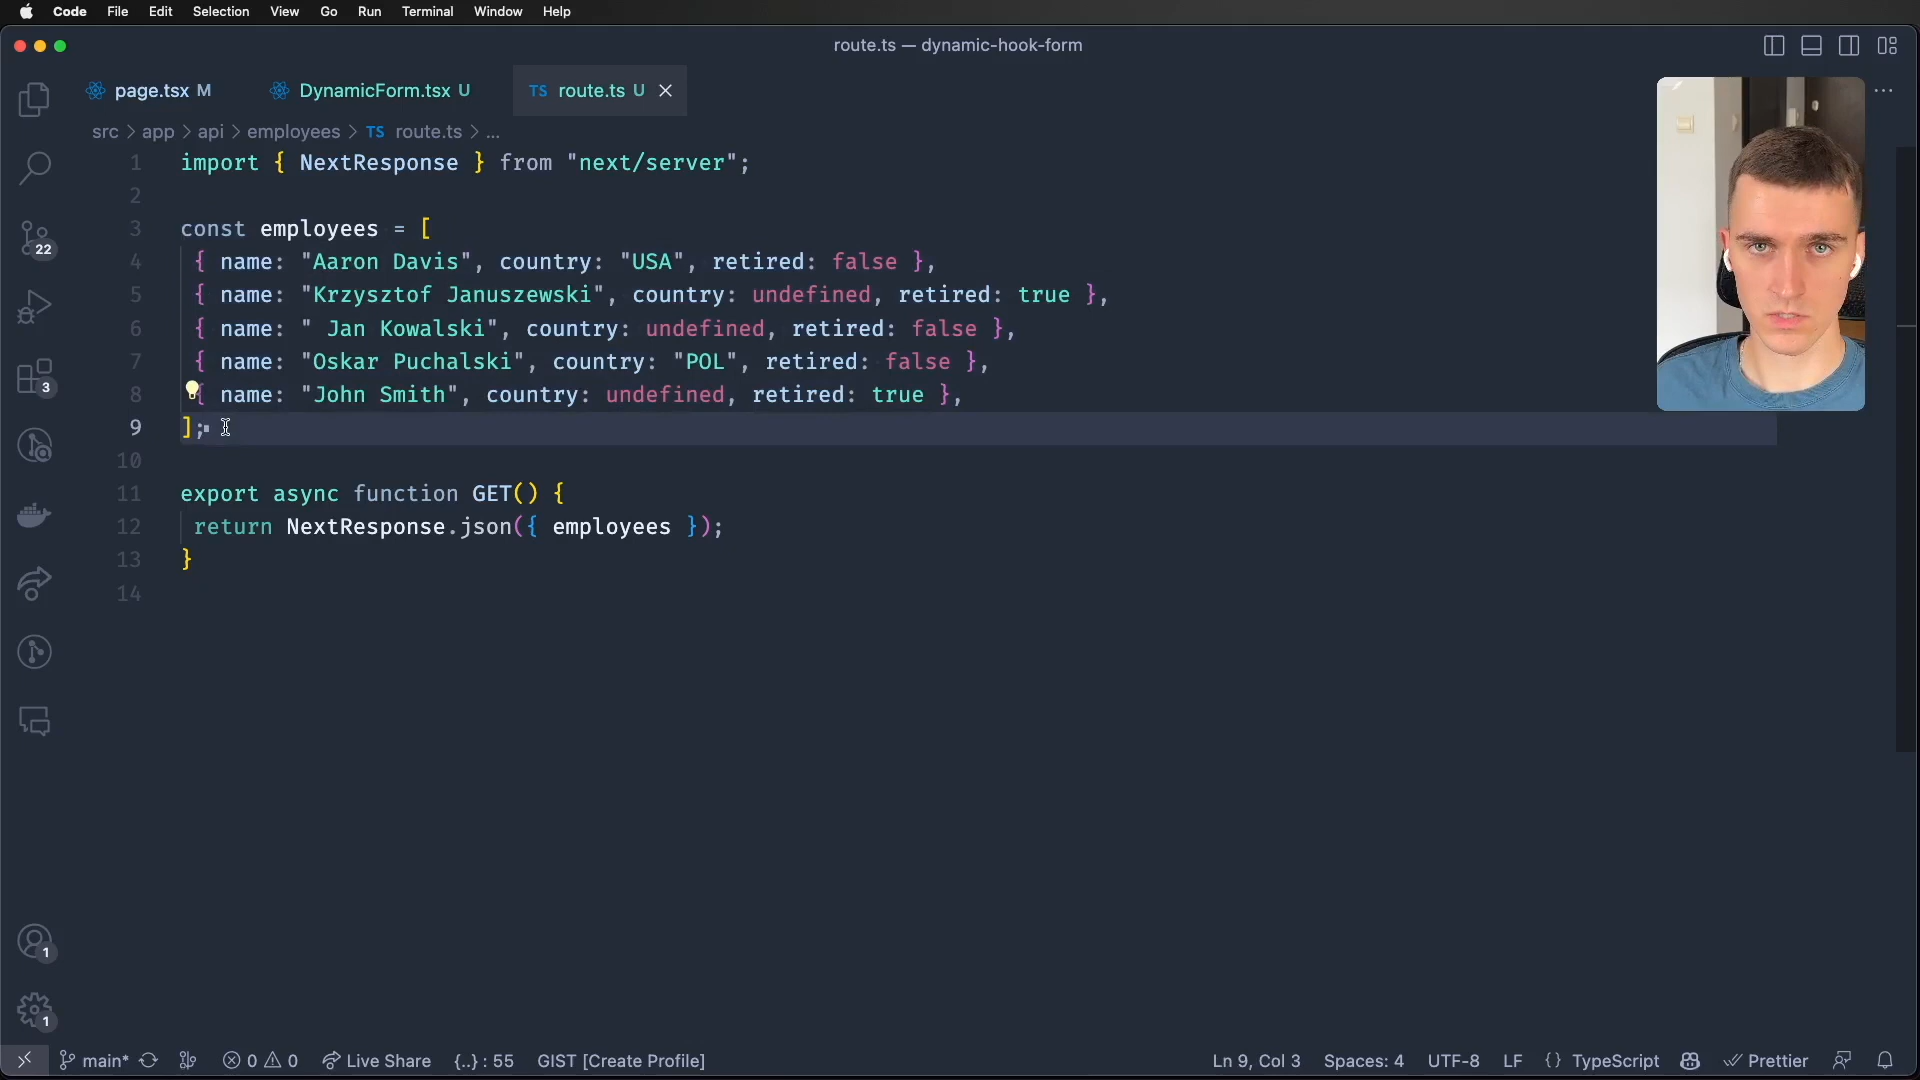 Code File Edit Selection View Go Run Terminal Window Help
route.ts — dynamic-hook-form
page.tsx M DynamicForm.tsx U TS route.ts U
src > app > api > employees > TS route.ts > ...
1 import { NextResponse } from "next/server";
2
3 const employees = [
4 { name: "Aaron Davis", country: "USA", retired: false },
5 { name: "Krzysztof Januszewski", country: undefined, retired: true },
6 { name: " Jan Kowalski", country: undefined, retired: false },
7 { name: "Oskar Puchalski", country: "POL", retired: false },
8 { name: "John Smith", country: undefined, retired: true },
9 ];
10
11 export async function GET() {
12 return NextResponse.json({ employees });
13 }
14
22
3
1
1
main* 0 0 Live Share {..} : 55 GIST [Create Profile] Ln 9, Col 3 Spaces: 4 UTF-8 LF {} TypeScript Prettier